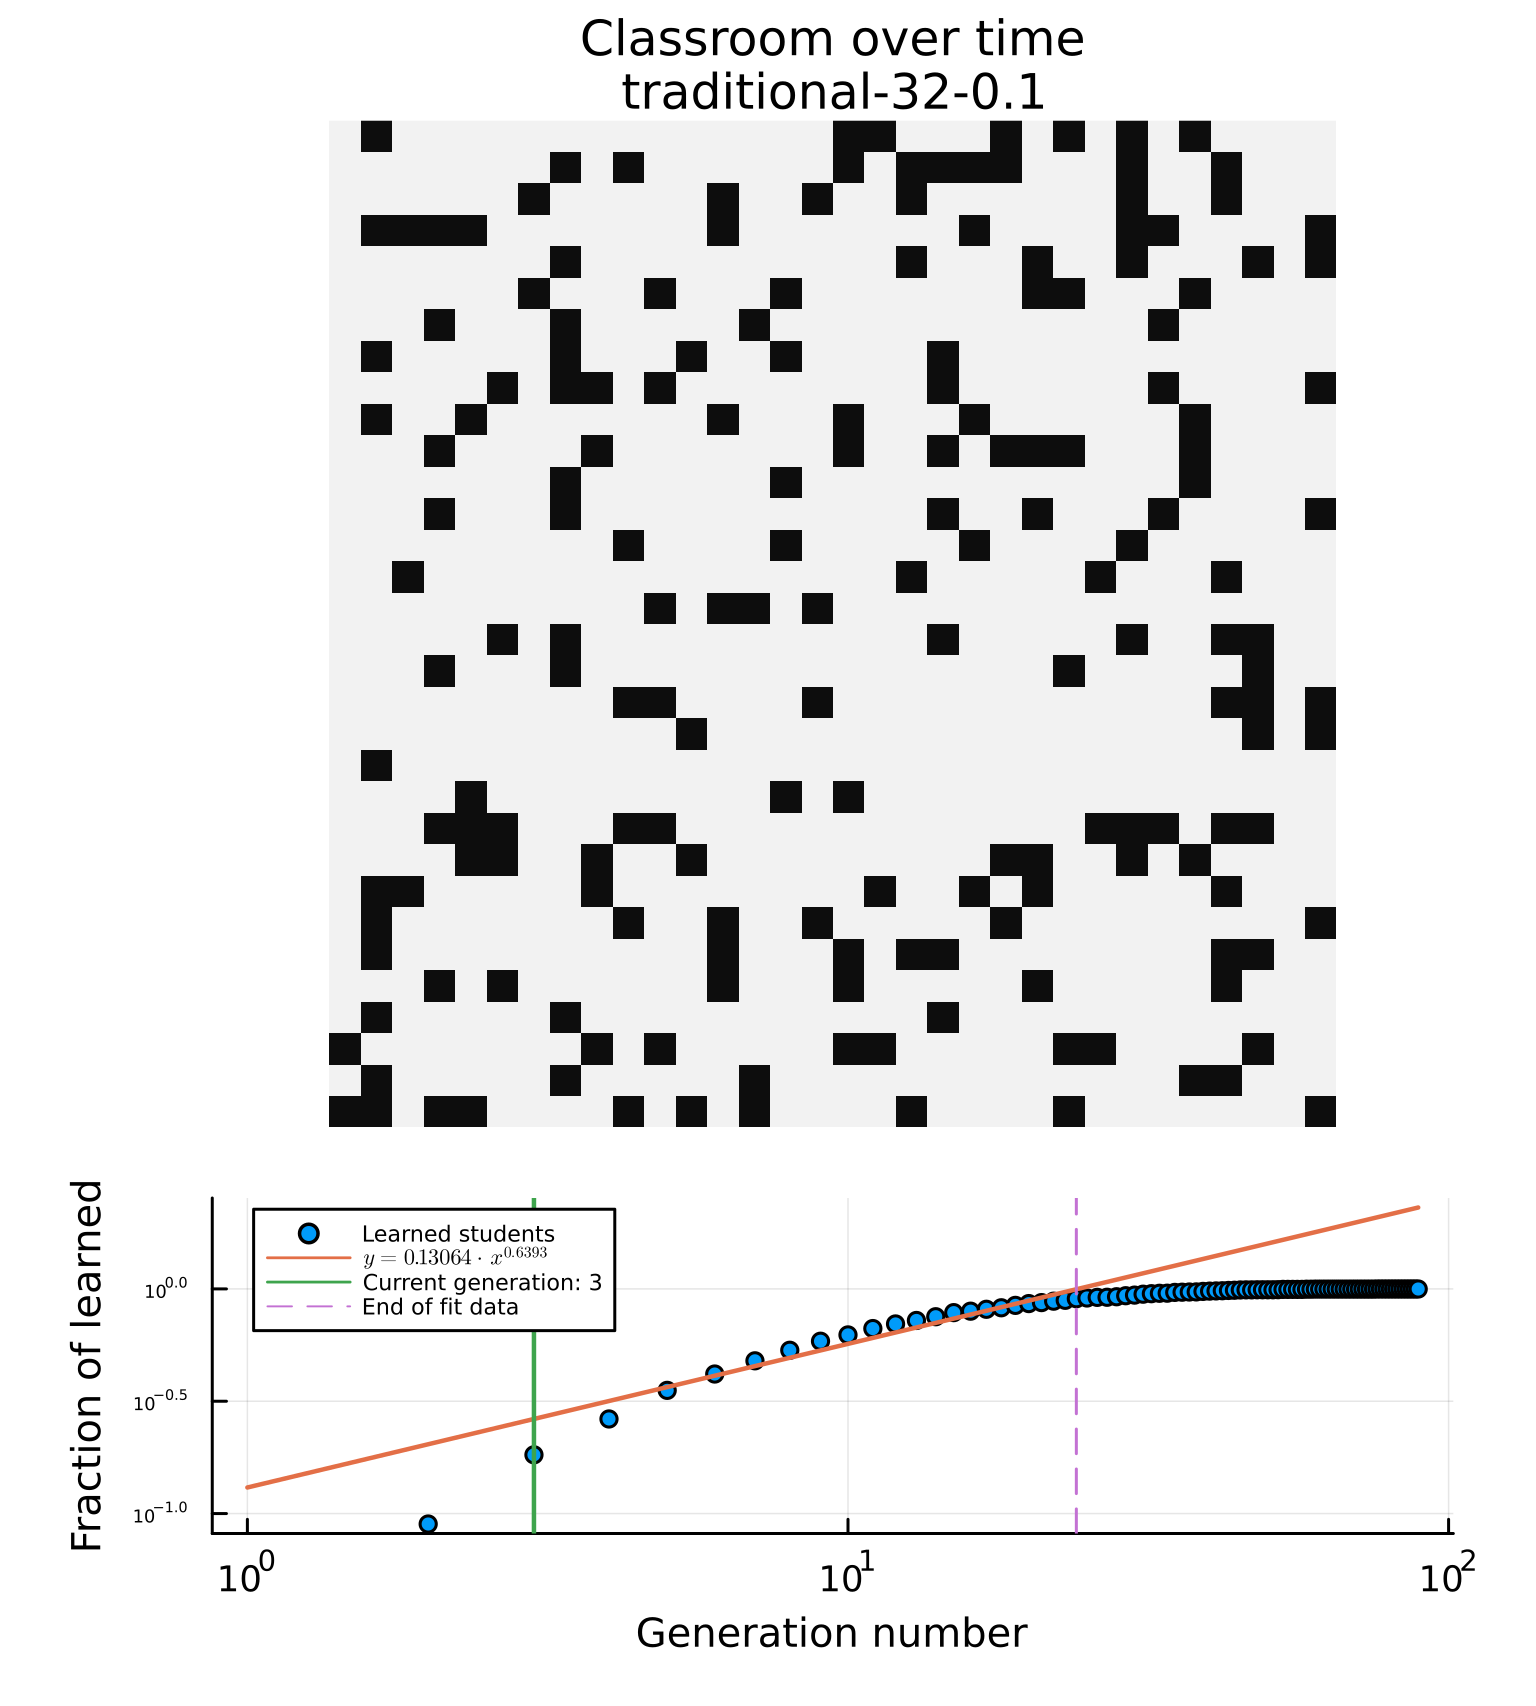 Classroom over time
traditional-32-0.1
Fraction of learned
Learned students
y = 0.13064 · x^0.6393
Current generation: 3
End of fit data
10^0.0
10^−0.5
10^−1.0
10^0 10^1 10^2
Generation number